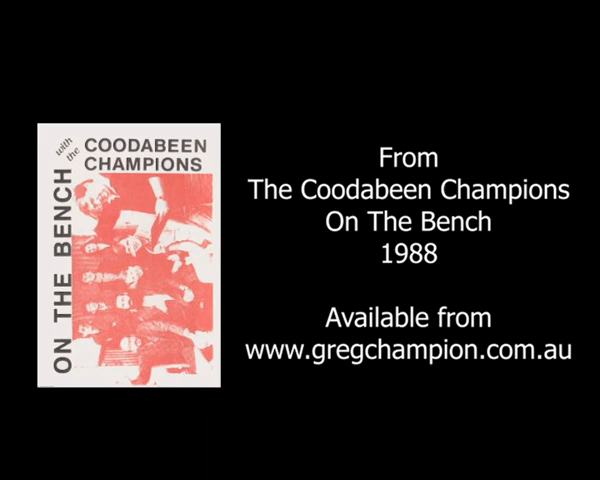 ON THE BENCH
with
the
COODABEEN
CHAMPIONS
From
The Coodabeen Champions
On The Bench
1988
Available from
www.gregchampion.com.au